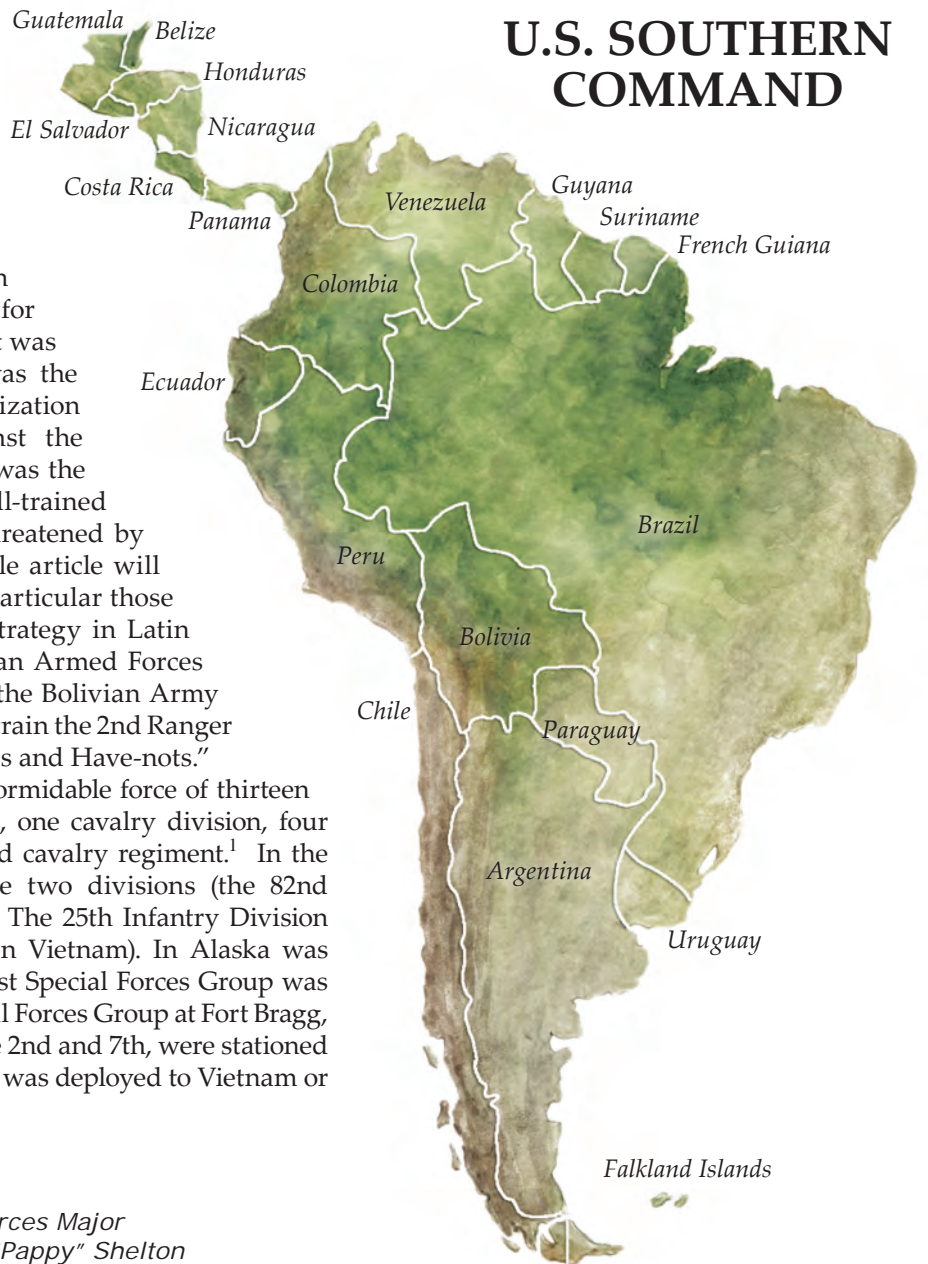 U.S. SOUTHERN
COMMAND
Guatemala
Belize
Honduras
El Salvador
Nicaragua
Costa Rica
Panama
Venezuela
Guyana
Suriname
French Guiana
Colombia
Ecuador
Brazil
Peru
Bolivia
Chile
Paraguay
Argentina
Uruguay
Falkland Islands
for
was
was the
ization
nst the
was the
ll-trained
reatened by
le article will
articular those
trategy in Latin
an Armed Forces
the Bolivian Army
rain the 2nd Ranger
s and Have-nots.”
ormidable force of thirteen
, one cavalry division, four
d cavalry regiment.1 In the
e two divisions (the 82nd
The 25th Infantry Division
n Vietnam). In Alaska was
st Special Forces Group was
l Forces Group at Fort Bragg,
e 2nd and 7th, were stationed
was deployed to Vietnam or
rces Major
“Pappy” Shelton